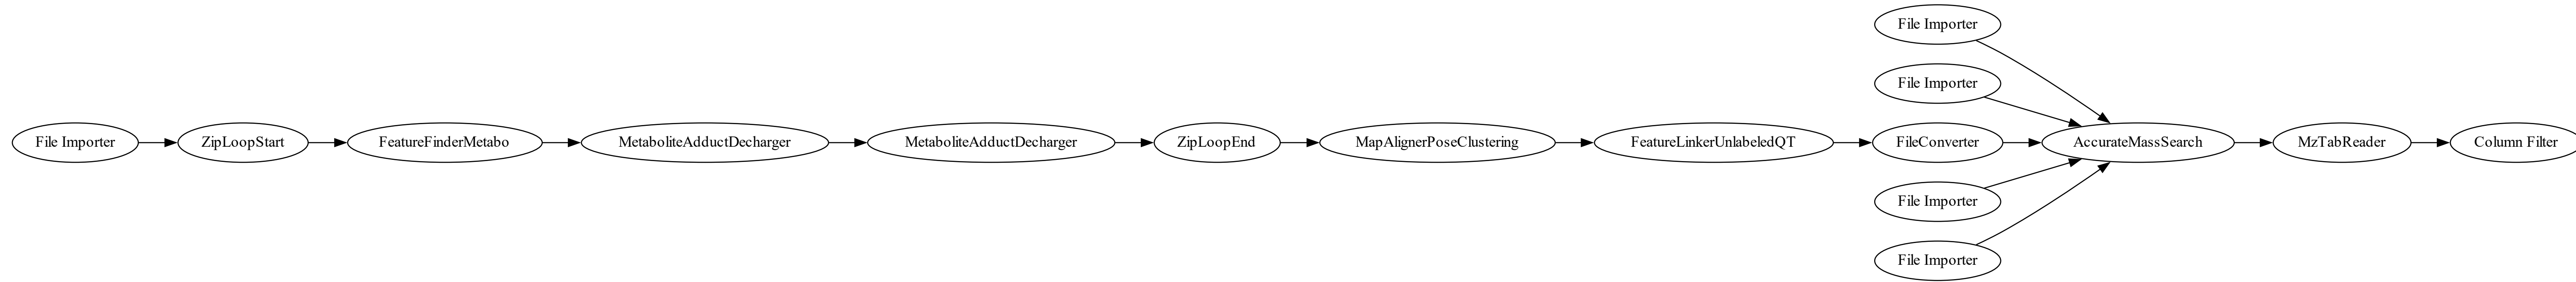 File Importer
File Importer
File Importer
ZipLoopStart
FeatureFinderMetabo
MetaboliteAdductDecharger
MetaboliteAdductDecharger
ZipLoopEnd
MapAlignerPoseClustering
FeatureLinkerUnlabeledQT
FileConverter
AccurateMassSearch
MzTabReader
Column Filter
File Importer
File Importer